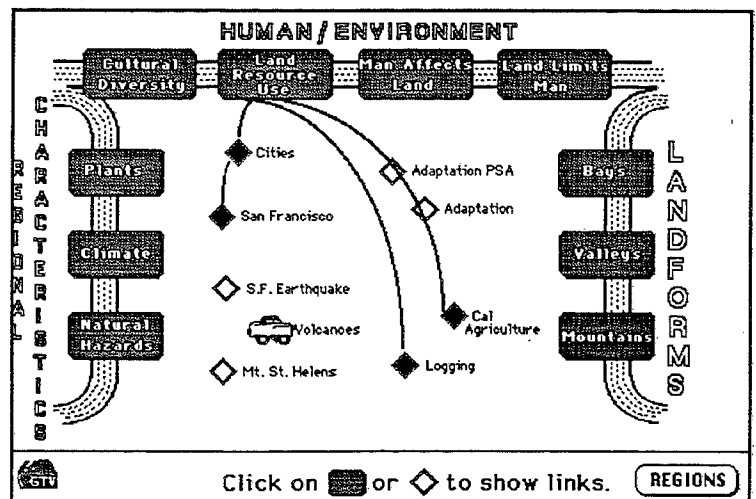 HUMAN/ENVIRONMENT
Cultural
Diversity
Land
Resource
Use
Man Affects
Land
Land Limits
Man
REGIONAL
CHARACTERISTICS
Plants
Climate
Natural
Hazards
Cities
San Francisco
S.F. Earthquake
Volcanoes
Mt. St. Helens
Adaptation PSA
Adaptation
Cal
Agriculture
Logging
Bays
Valleys
Mountains
LANDFORMS
GTV
Click on or to show links.
REGIONS